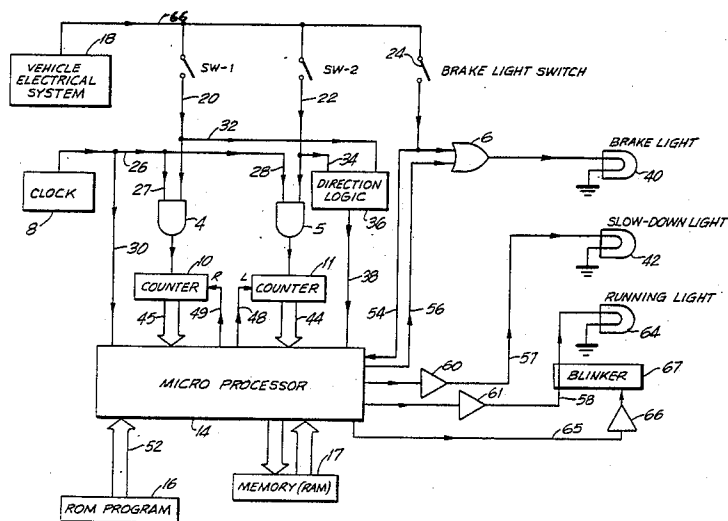 66
18
VEHICLE
ELECTRICAL
SYSTEM
SW-1
SW-2
24
BRAKE LIGHT SWITCH
20
22
32
6
BRAKE LIGHT
26
27
28
34
40
CLOCK
8
4
5
DIRECTION
LOGIC
36
SLOW-DOWN
LIGHT
42
30
10
COUNTER
R
L
11
COUNTER
38
RUNNING
LIGHT
45
49
48
44
54
56
57
64
MICRO PROCESSOR
60
BLINKER
67
61
58
66
14
65
52
17
MEMORY (RAM)
16
ROM PROGRAM